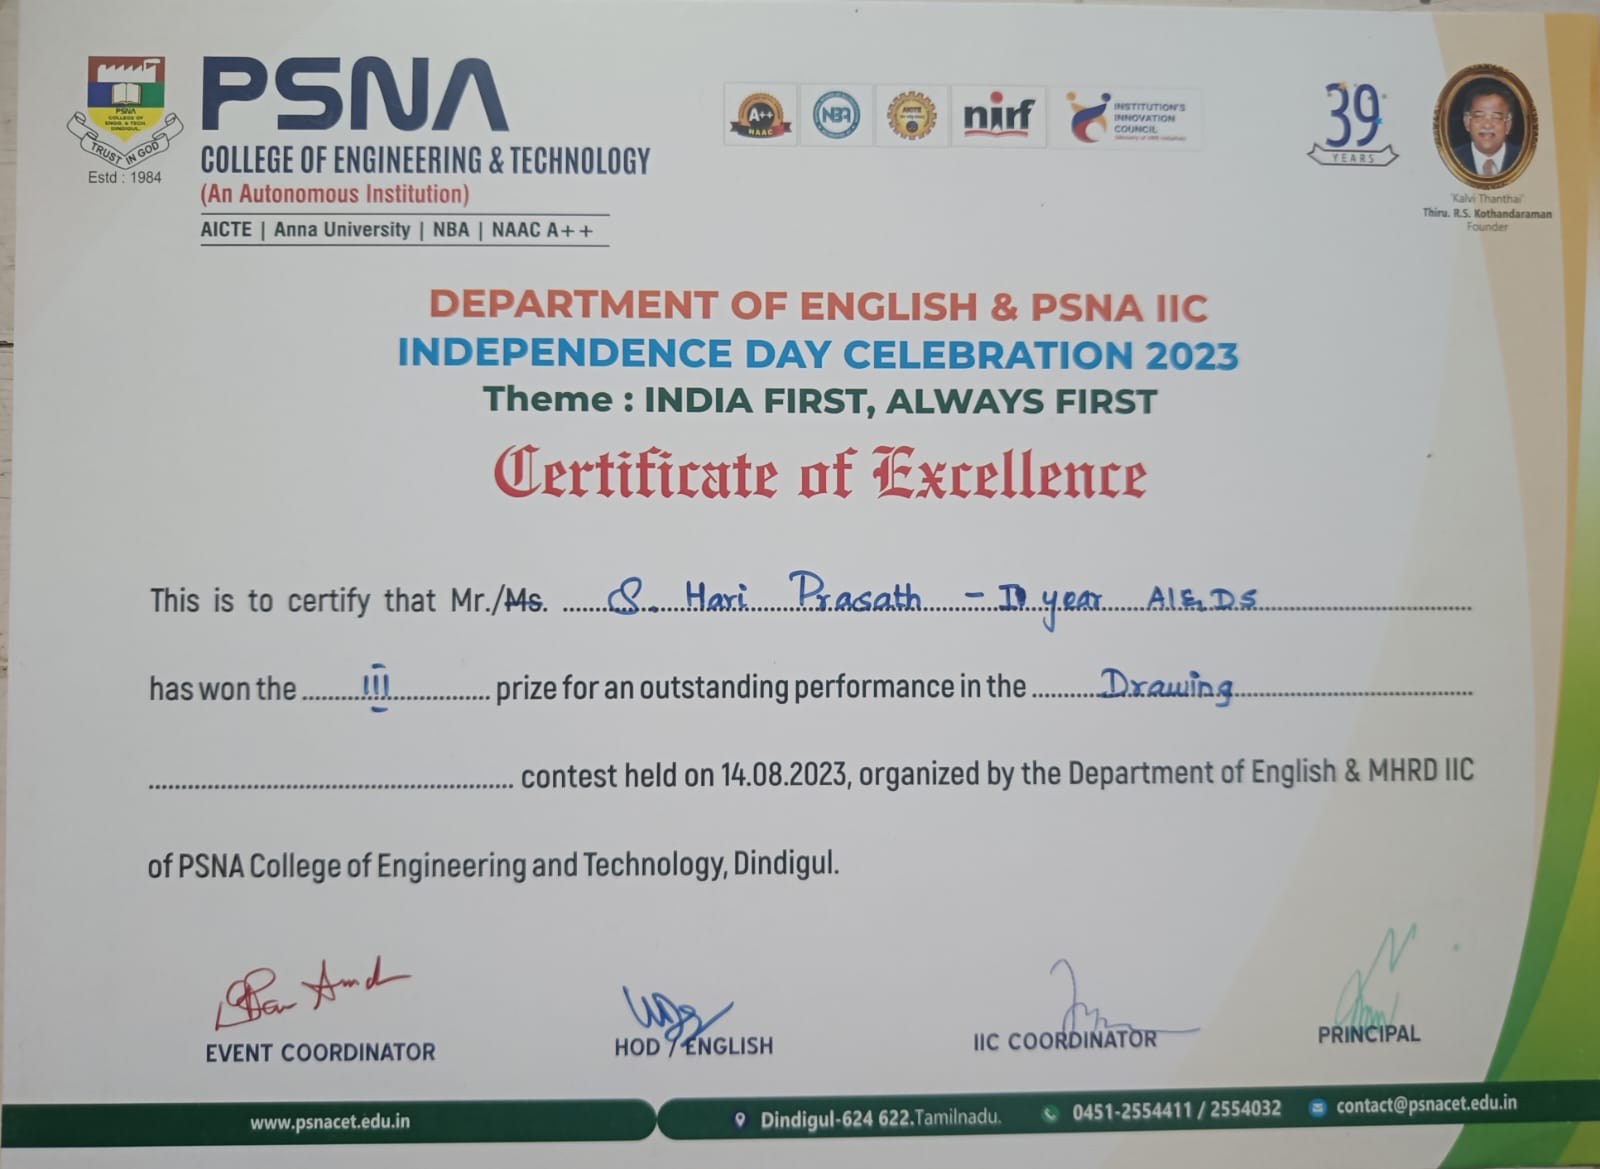 PSNA
COLLEGE OF
ENGG. & TECH.
DINDIGUL.
TRUST IN GOD
Estd : 1984
PSNA
COLLEGE OF ENGINEERING & TECHNOLOGY
(An Autonomous Institution)
AICTE | Anna University | NBA | NAAC A++
A++
NAAC
NBA
nirf
INSTITUTION'S
INNOVATION
COUNCIL
39
YEARS
'Kalvi Thanthai'
Thiru. R.S. Kothandaraman
Founder
DEPARTMENT OF ENGLISH & PSNA IIC
INDEPENDENCE DAY CELEBRATION 2023
Theme : INDIA FIRST, ALWAYS FIRST
Certificate of Excellence
This is to certify that Mr./Ms. S. Hari Prasath - II year AI & DS
has won the III prize for an outstanding performance in the Drawing
contest held on 14.08.2023, organized by the Department of English & MHRD IIC
of PSNA College of Engineering and Technology, Dindigul.
EVENT COORDINATOR
HOD / ENGLISH
IIC COORDINATOR
PRINCIPAL
www.psnacet.edu.in
Dindigul-624 622.Tamilnadu.
0451-2554411 / 2554032
contact@psnacet.edu.in